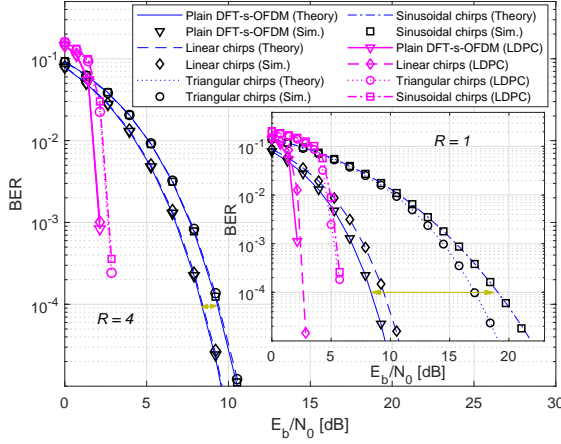 Plain DFT-s-OFDM (Theory)
Plain DFT-s-OFDM (Sim.)
Linear chirps (Theory)
Linear chirps (Sim.)
Triangular chirps (Theory)
Triangular chirps (Sim.)
Sinusoidal chirps (Theory)
Sinusoidal chirps (Sim.)
Plain DFT-s-OFDM (LDPC)
Linear chirps (LDPC)
Triangular chirps (LDPC)
Sinusoidal chirps (LDPC)
BER
10^-1
10^-2
10^-3
10^-4
R = 4
0 5 10 15 20 25 30
E_b/N_0 [dB]
R = 1
BER
10^-1
10^-2
10^-3
10^-4
0 5 10 15 20
E_b/N_0 [dB]